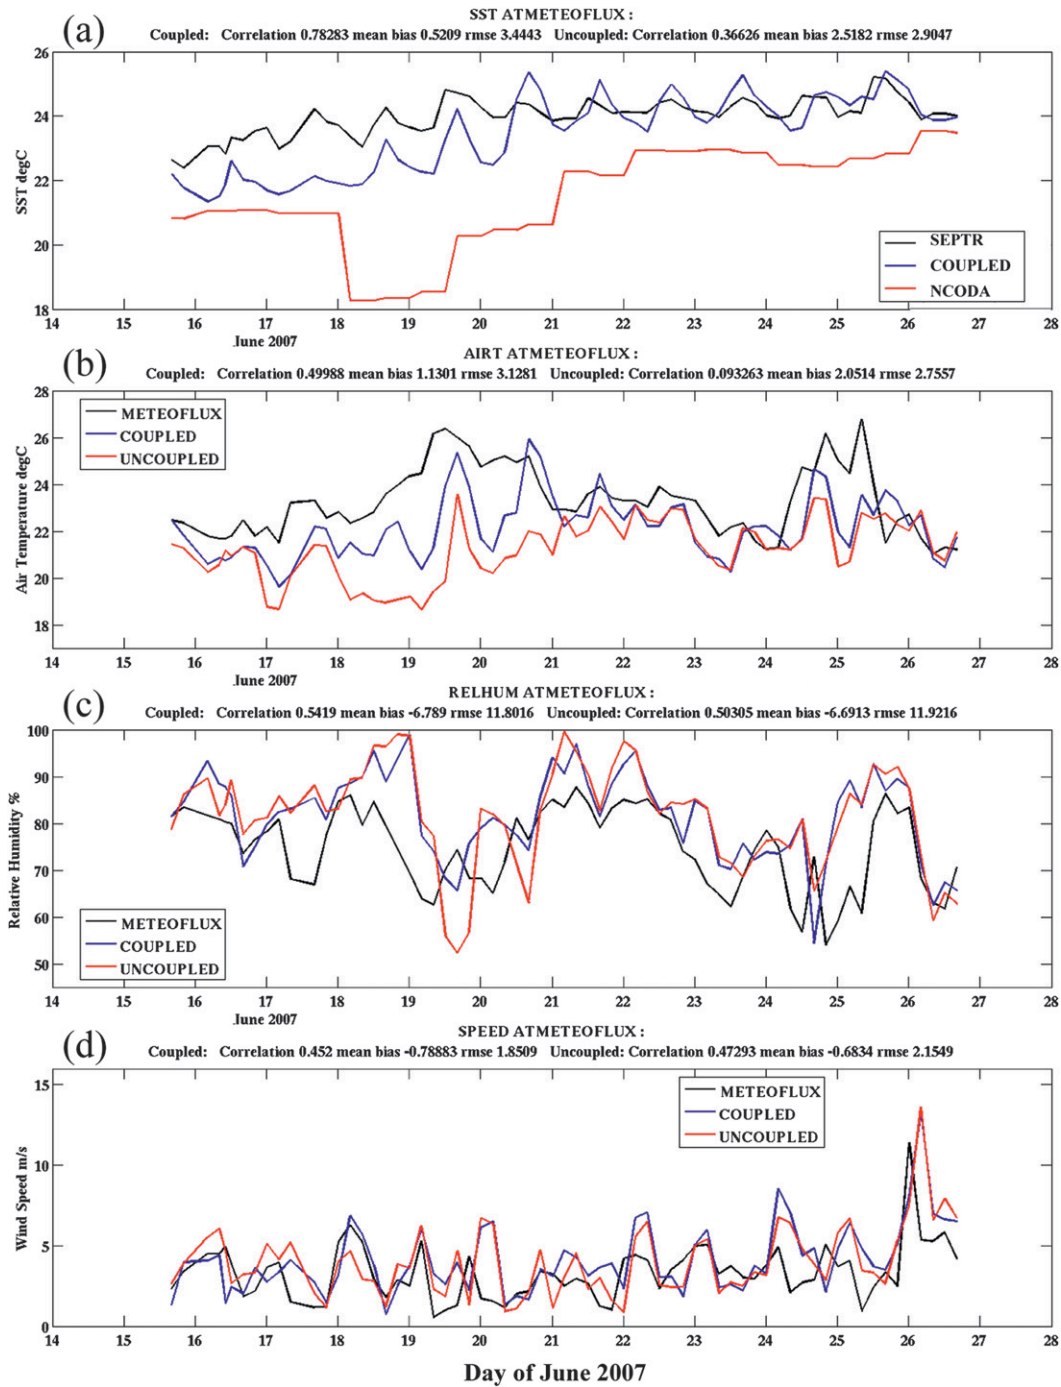 (a)
SST ATMETEOFLUX :
Coupled: Correlation 0.78283 mean bias 0.5209 rmse 3.4443 Uncoupled: Correlation 0.36626 mean bias 2.5182 rmse 2.9047
26
24
22
20
18
SST degC
SEPTR
COUPLED
NCODA
14 15 16 17 18 19 20 21 22 23 24 25 26 27 28
June 2007
(b)
AIRT ATMETEOFLUX :
Coupled: Correlation 0.49988 mean bias 1.1301 rmse 3.1281 Uncoupled: Correlation 0.093263 mean bias 2.0514 rmse 2.7557
28
26
24
22
20
18
Air Temperature degC
METEOFLUX
COUPLED
UNCOUPLED
14 15 16 17 18 19 20 21 22 23 24 25 26 27 28
June 2007
(c)
RELHUM ATMETEOFLUX :
Coupled: Correlation 0.5419 mean bias -6.789 rmse 11.8016 Uncoupled: Correlation 0.50305 mean bias -6.6913 rmse 11.9216
100
90
80
70
60
50
Relative Humidity %
METEOFLUX
COUPLED
UNCOUPLED
14 15 16 17 18 19 20 21 22 23 24 25 26 27 28
June 2007
(d)
SPEED ATMETEOFLUX :
Coupled: Correlation 0.452 mean bias -0.78883 rmse 1.8509 Uncoupled: Correlation 0.47293 mean bias -0.6834 rmse 2.1549
15
10
5
0
Wind Speed m/s
METEOFLUX
COUPLED
UNCOUPLED
14 15 16 17 18 19 20 21 22 23 24 25 26 27 28
Day of June 2007